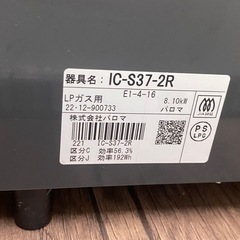 器具名：IC-S37-2R
E1-4-16
LPガス用 8.10kW
22・12-900733 パロマ
株式会社パロマ
221 IC-S37-2R
区分C 効率56.3%
区分J 効率192Wh
PS
LPG